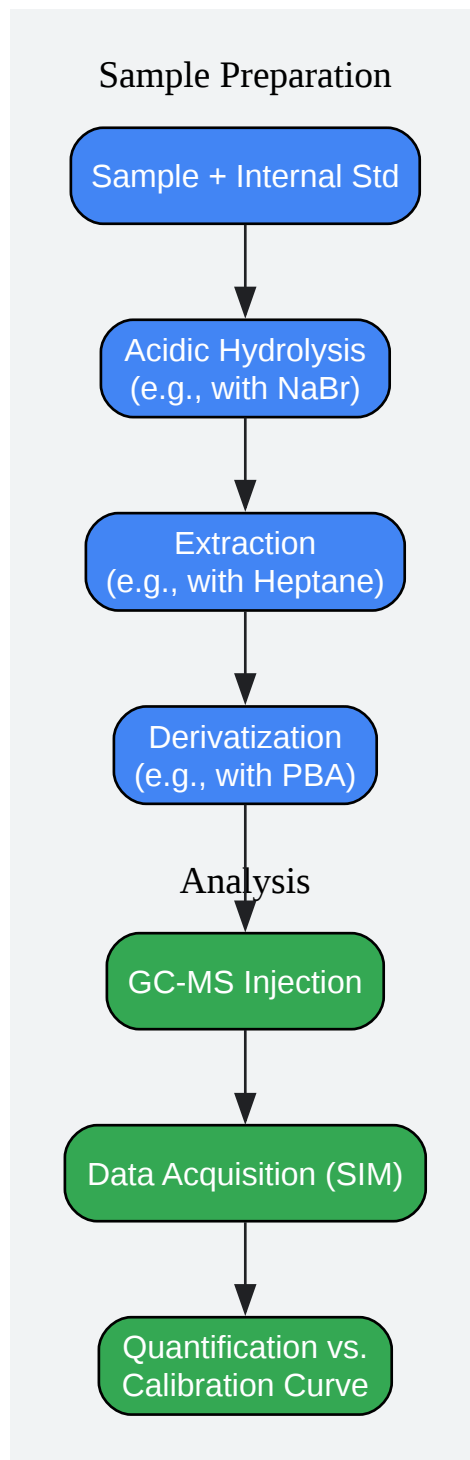 Sample Preparation
Sample + Internal Std
Acidic Hydrolysis
(e.g., with NaBr)
Extraction
(e.g., with Heptane)
Derivatization
(e.g., with PBA)
Analysis
GC-MS Injection
Data Acquisition (SIM)
Quantification vs.
Calibration Curve